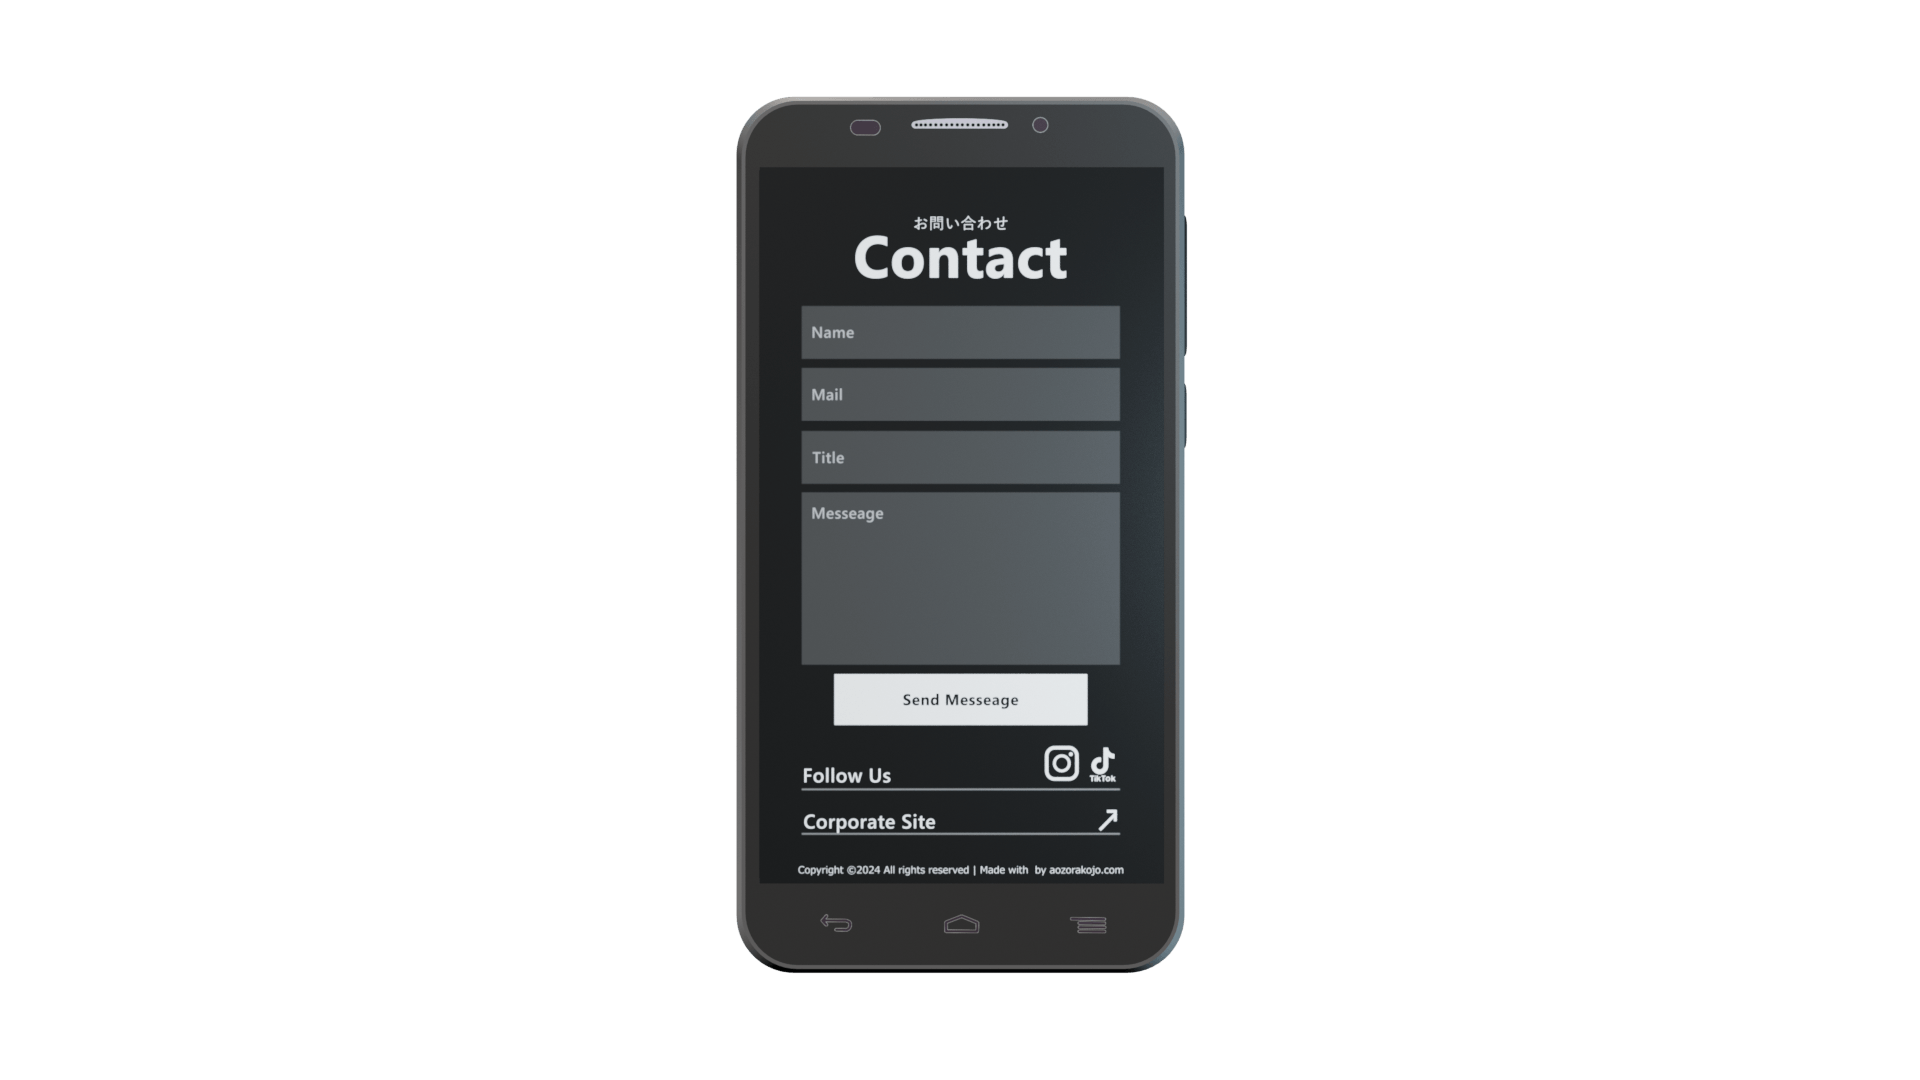 お問い合わせ
Contact
Name
Mail
Title
Messeage
Send Messeage
TikTok
Follow Us
Corporate Site
Copyright ©2024 All rights reserved | Made with by aozorakojo.com